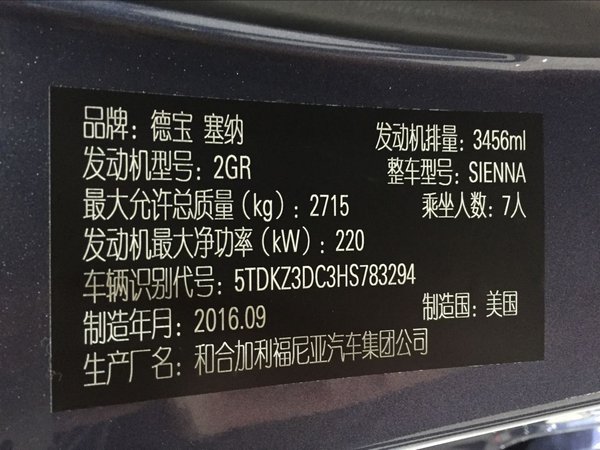 品牌: 德宝 塞纳 发动机排量: 3456ml
发动机型号: 2GR 整车型号: SIENNA
最大允许总质量(kg): 2715 乘坐人数: 7人
发动机最大净功率(kW): 220
车辆识别代号: 5TDKZ3DC3HS783294
制造年月: 2016.09 制造国: 美国
生产厂名: 和合加利福尼亚汽车集团公司